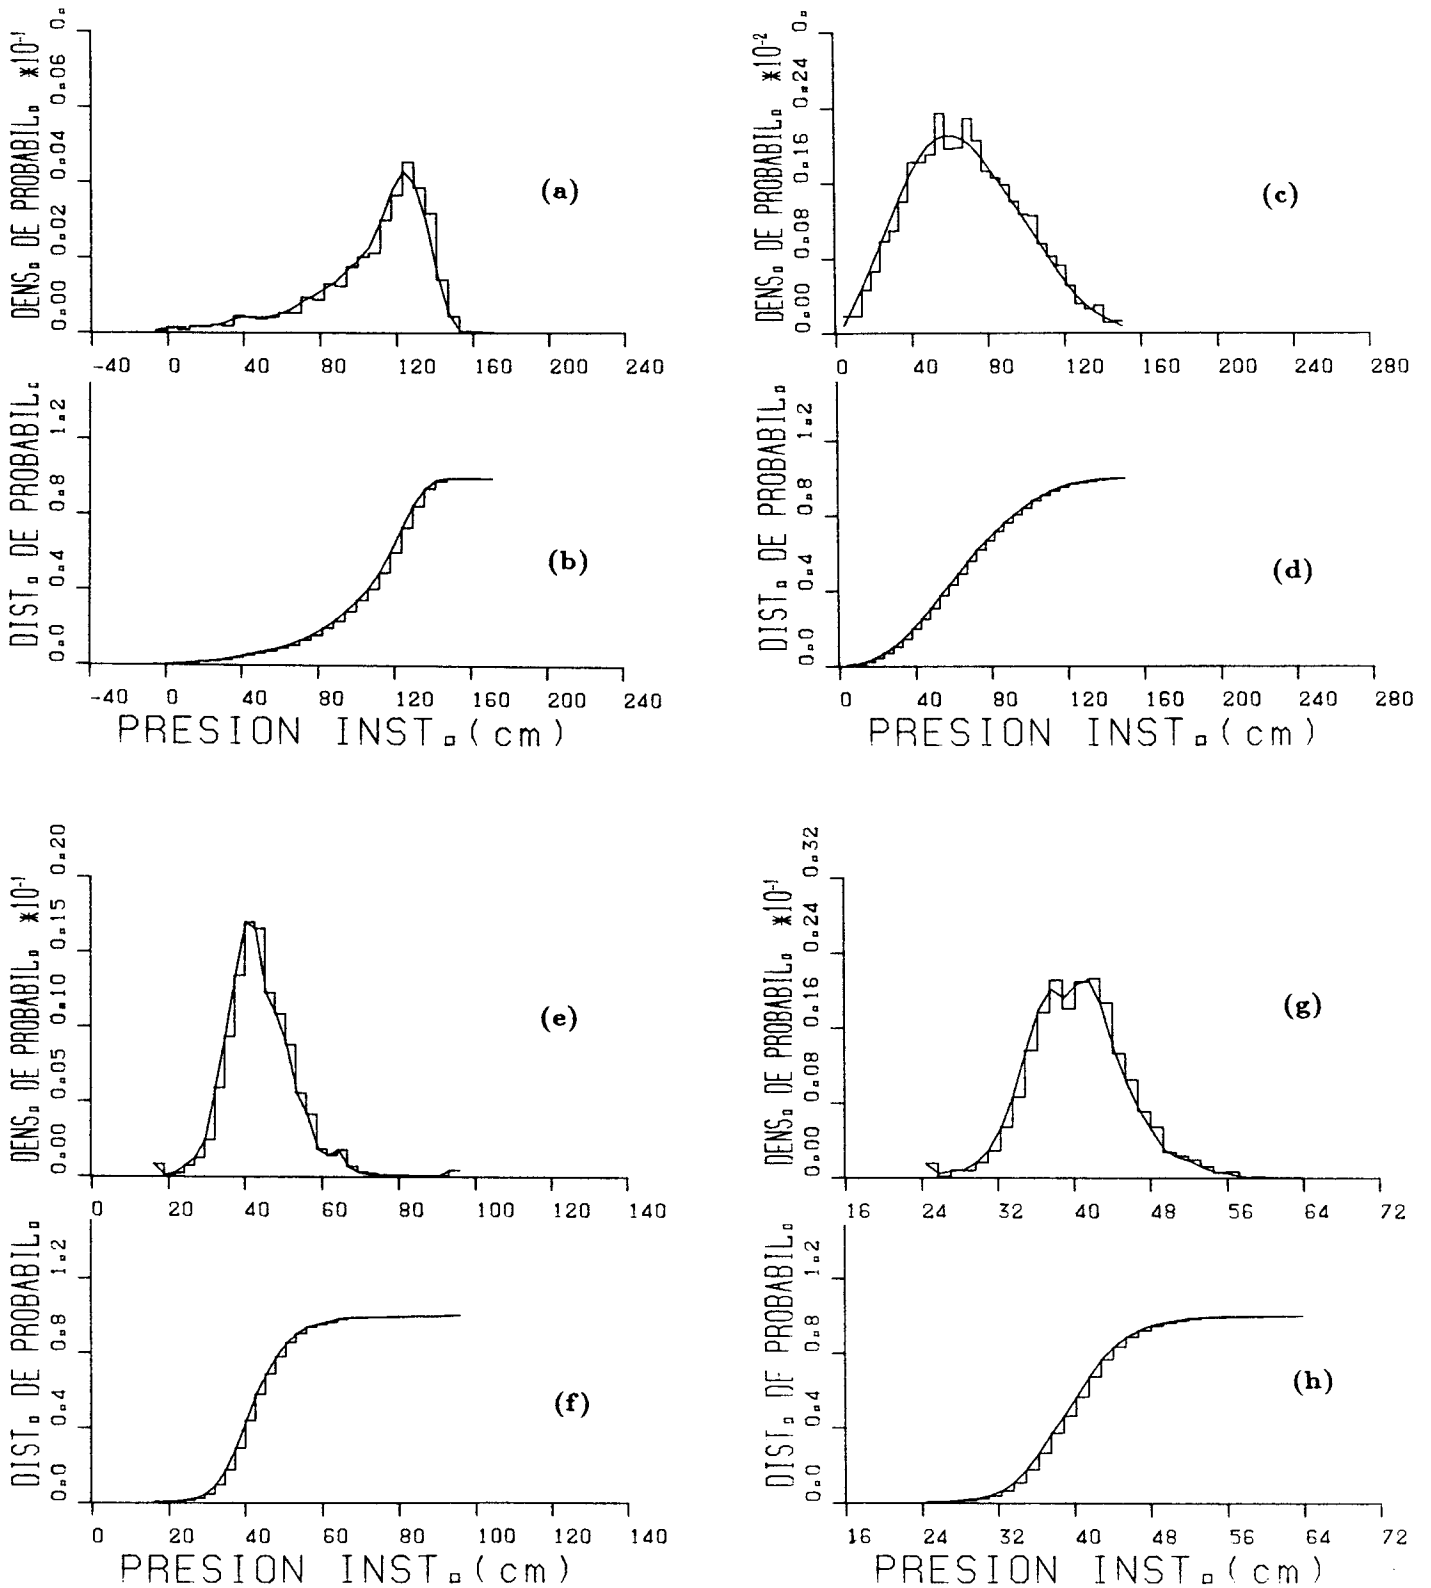 DENS. DE PROBABIL. *10⁻¹
0.00 0.02 0.04 0.06 0.
(a)
-40 0 40 80 120 160 200 240
DIST. DE PROBABIL.
0.0 0.4 0.8 1.2
(b)
-40 0 40 80 120 160 200 240
PRESION INST.(cm)
DENS. DE PROBABIL. *10⁻²
0.00 0.08 0.16 0.24 0.
(c)
0 40 80 120 160 200 240 280
DIST. DE PROBABIL.
0.0 0.4 0.8 1.2
(d)
0 40 80 120 160 200 240 280
PRESION INST.(cm)
DENS. DE PROBABIL. *10⁻¹
0.00 0.05 0.10 0.15 0.20
(e)
0 20 40 60 80 100 120 140
DIST. DE PROBABIL.
0.0 0.4 0.8 1.2
(f)
0 20 40 60 80 100 120 140
PRESION INST.(cm)
DENS. DE PROBABIL. *10⁻¹
0.00 0.08 0.16 0.24 0.32
(g)
16 24 32 40 48 56 64 72
DIST. DE PROBABIL.
0.0 0.4 0.8 1.2
(h)
16 24 32 40 48 56 64 72
PRESION INST.(cm)